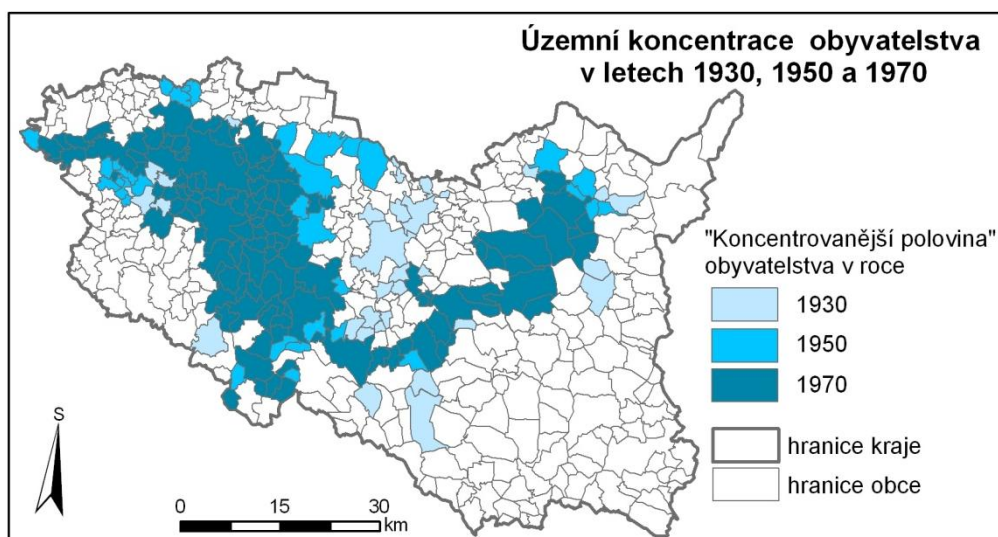 Územní koncentrace obyvatelstva
v letech 1930, 1950 a 1970
"Koncentrovanější polovina"
obyvatelstva v roce
1930
1950
1970
hranice kraje
hranice obce
S
0 15 30
km